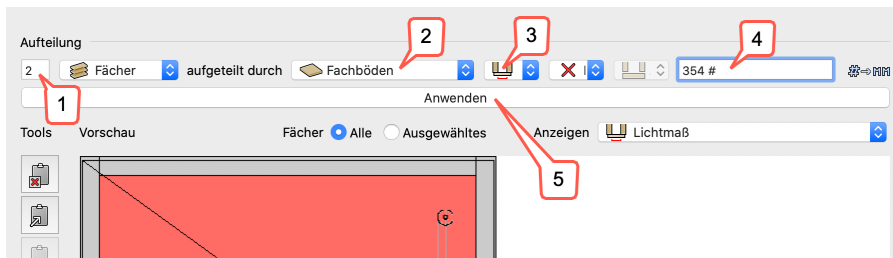 Aufteilung
2 Fächer aufgeteilt durch Fachböden 354 # #⇨MM
1 2 3 4
Anwenden
Tools Vorschau Fächer Alle Ausgewähltes Anzeigen Lichtmaß
5